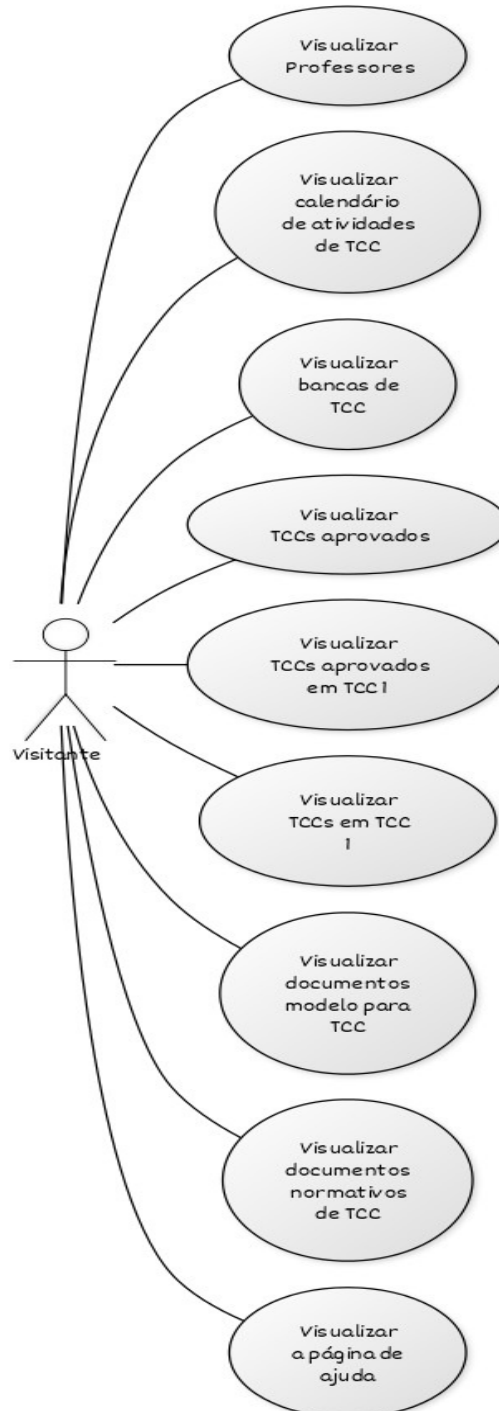 Visualizar
Professores
Visualizar
calendário
de atividades
de TCC
Visualizar
bancas de
TCC
Visualizar
TCCs aprovados
Visualizar
TCCs aprovados
em TCC 1
Visitante
Visualizar
TCCs em TCC
1
Visualizar
documentos
modelo para
TCC
Visualizar
documentos
normativos
de TCC
Visualizar
a página de
ajuda